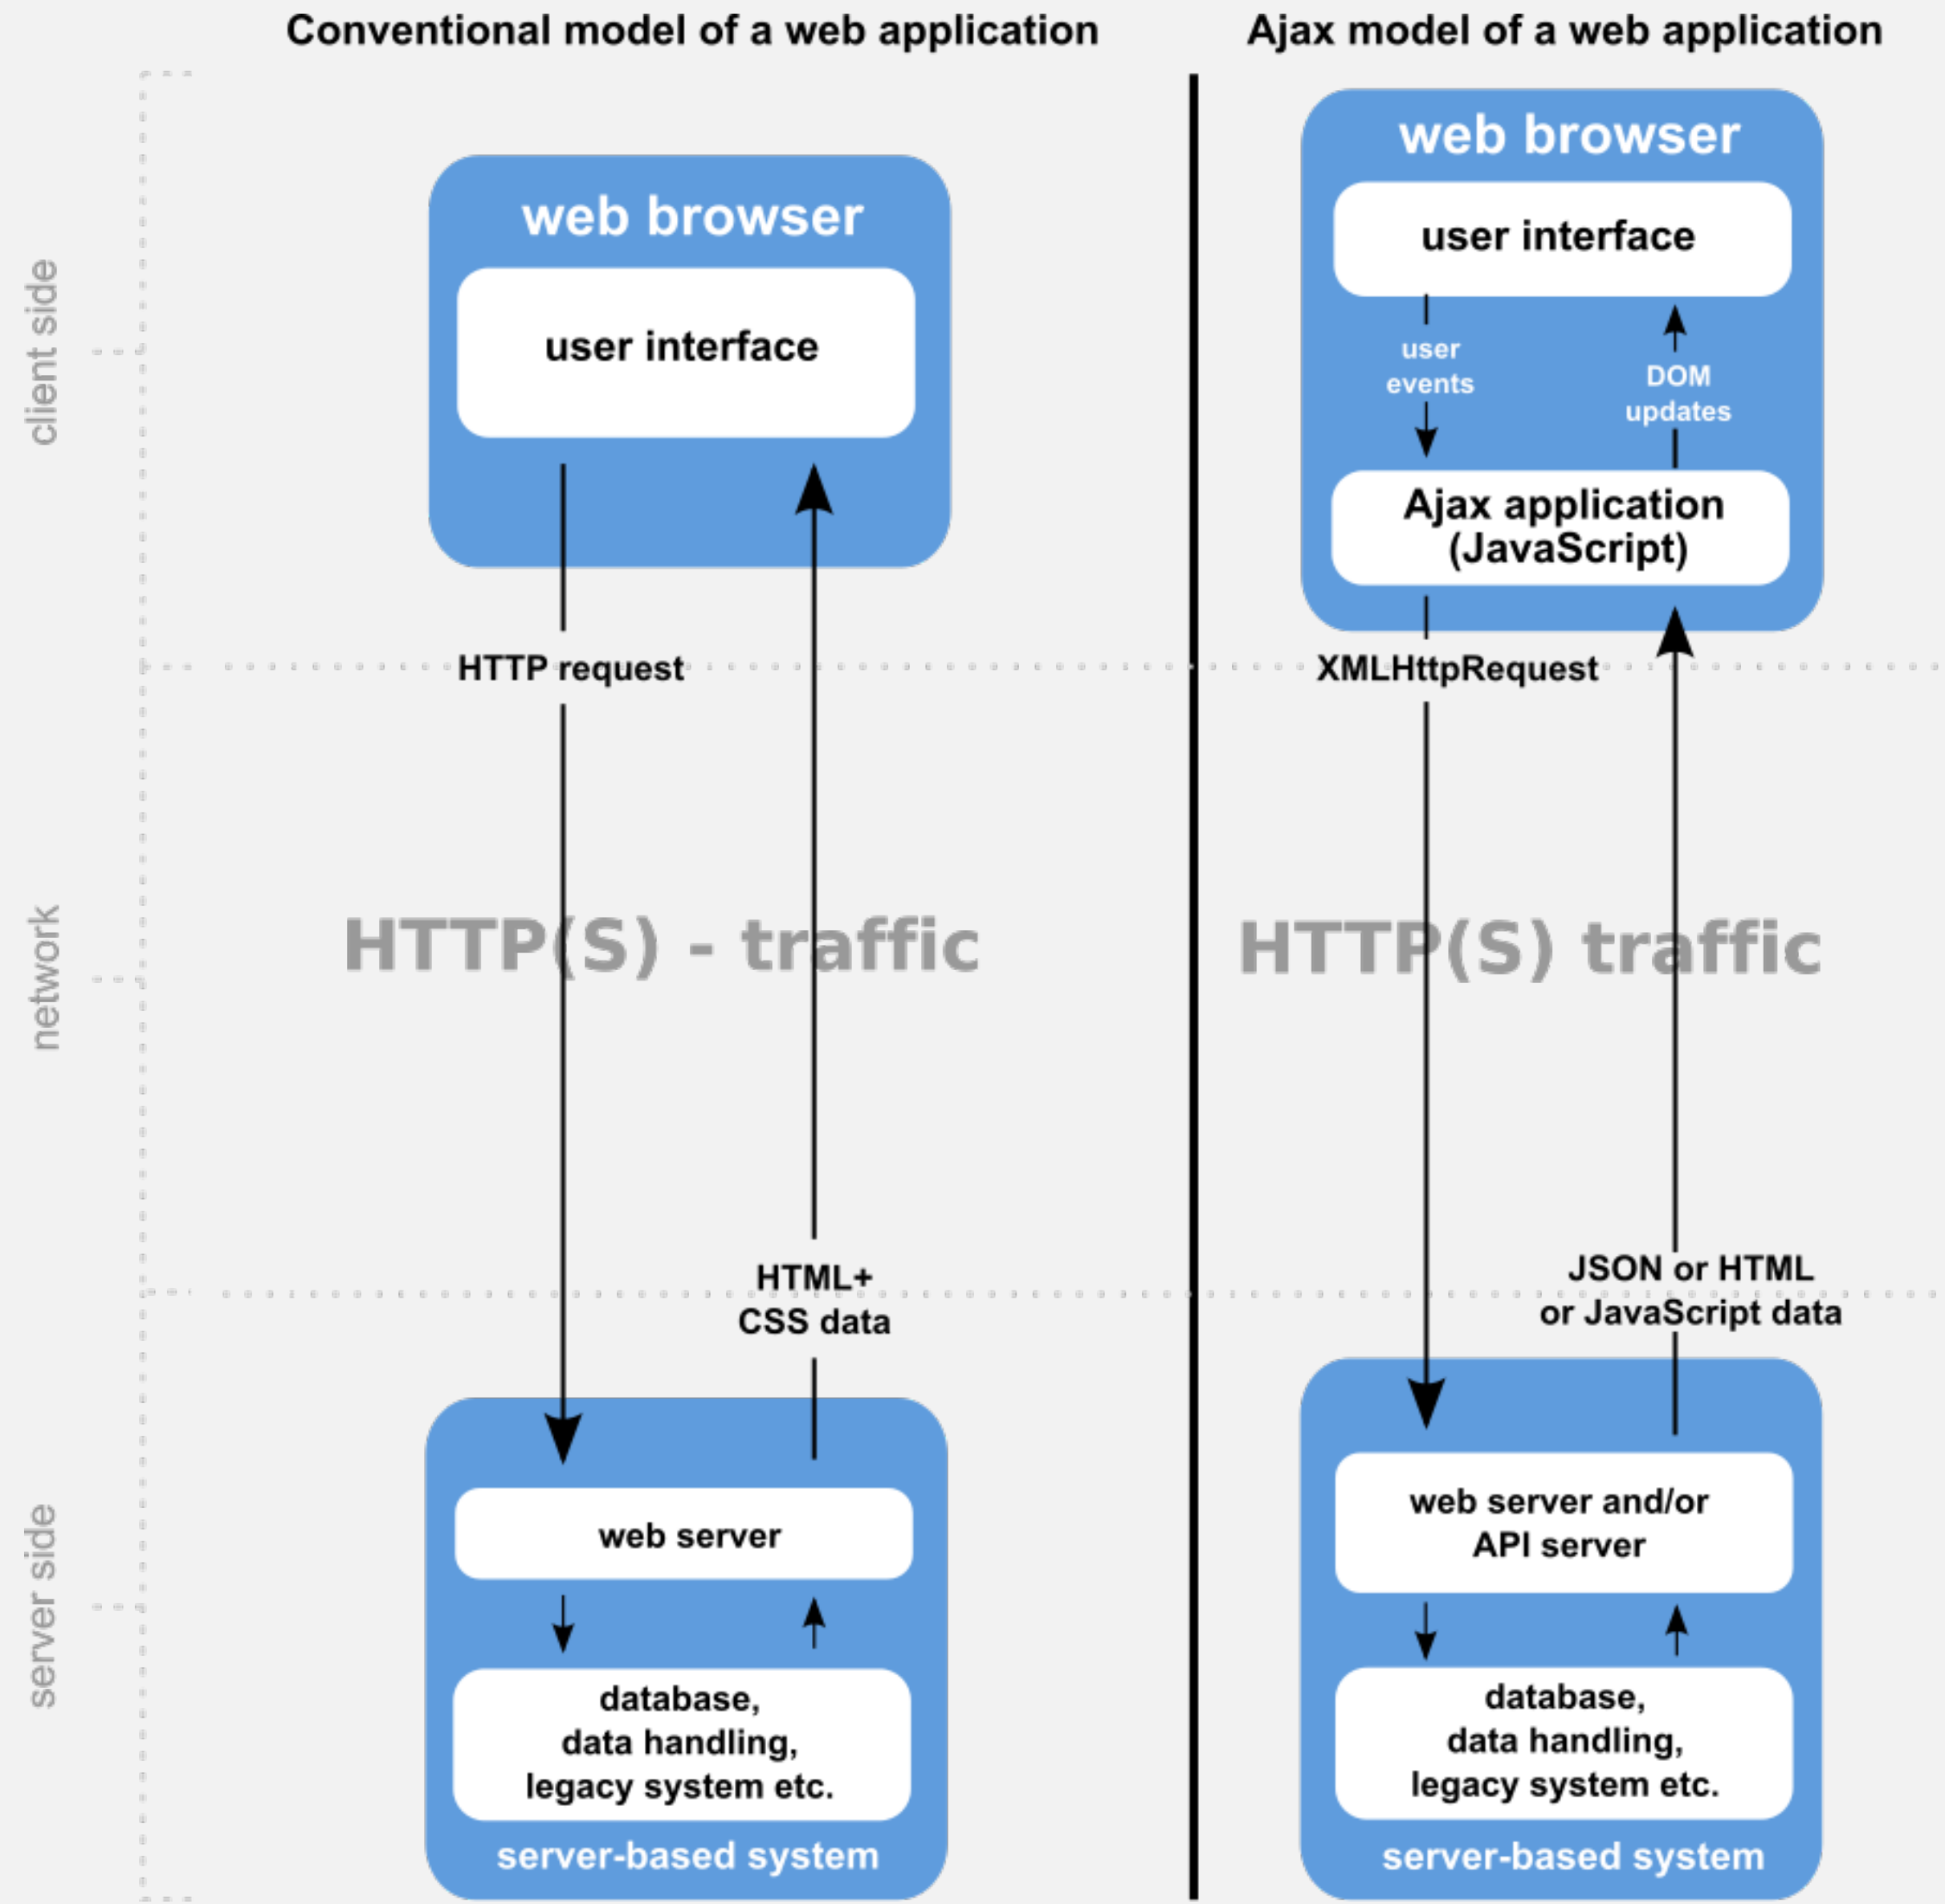 Conventional model of a web application
web browser
user interface
HTTP request
HTTP(S) - traffic
HTML+
CSS data
web server
database,
data handling,
legacy system etc.
server-based system
Ajax model of a web application
web browser
user interface
user
events
DOM
updates
Ajax application
(JavaScript)
XMLHttpRequest
HTTP(S) traffic
JSON or HTML
or JavaScript data
web server and/or
API server
database,
data handling,
legacy system etc.
server-based system
client side
network
server side